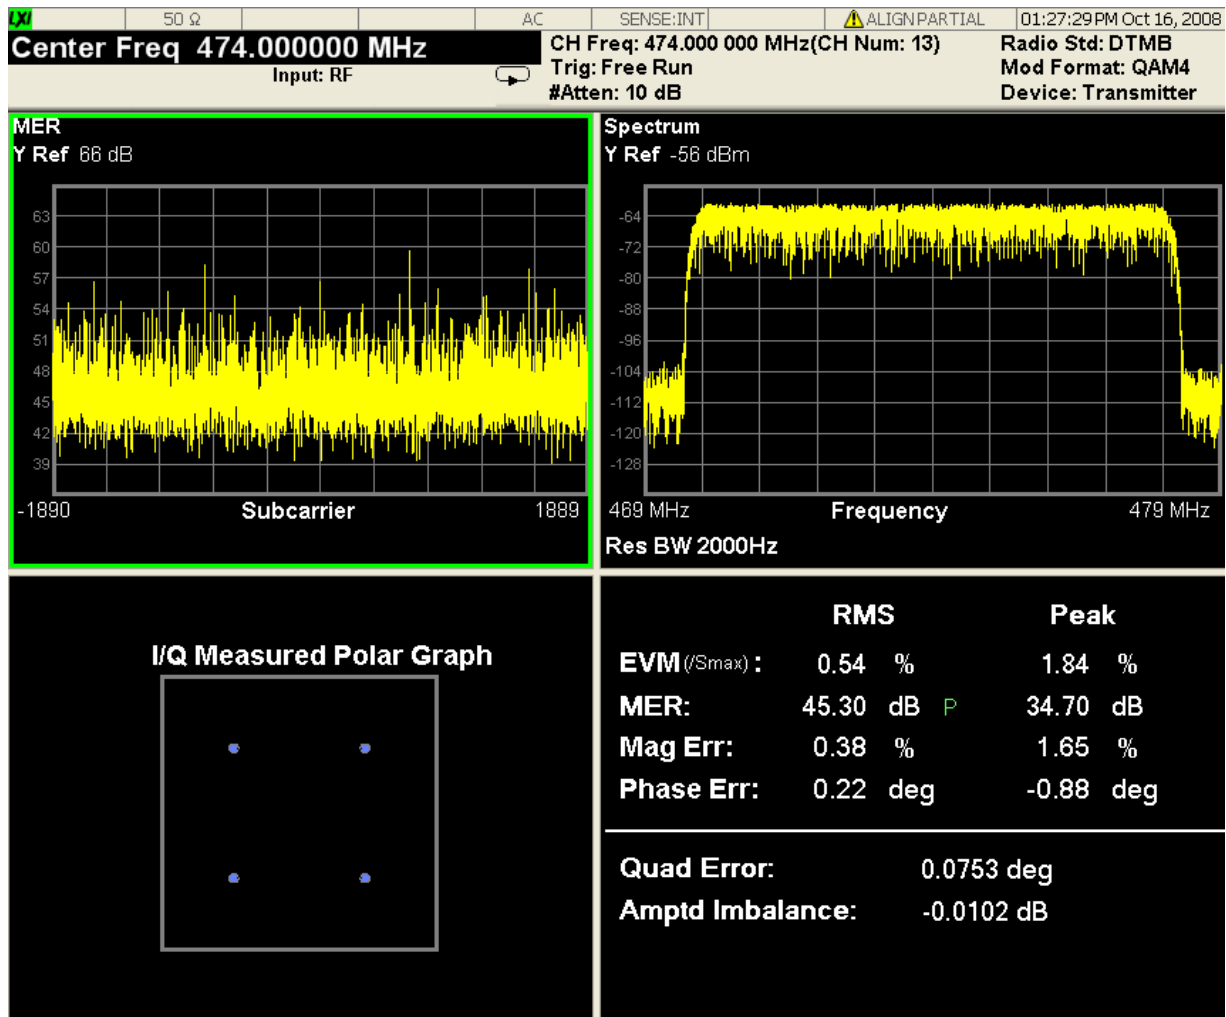 LXI 50 Ω AC SENSE:INT ALIGN PARTIAL 01:27:29 PM Oct 16, 2008
Center Freq 474.000000 MHz
Input: RF
CH Freq: 474.000 000 MHz(CH Num: 13)
Trig: Free Run
#Atten: 10 dB
Radio Std: DTMB
Mod Format: QAM4
Device: Transmitter
MER
Y Ref 66 dB
63
60
57
54
51
48
45
42
39
-1890 Subcarrier 1889
Spectrum
Y Ref -56 dBm
-64
-72
-80
-88
-96
-104
-112
-120
-128
469 MHz Frequency 479 MHz
Res BW 2000Hz
I/Q Measured Polar Graph
RMS Peak
EVM(/Smax): 0.54 % 1.84 %
MER: 45.30 dB P 34.70 dB
Mag Err: 0.38 % 1.65 %
Phase Err: 0.22 deg -0.88 deg
Quad Error: 0.0753 deg
Amptd Imbalance: -0.0102 dB